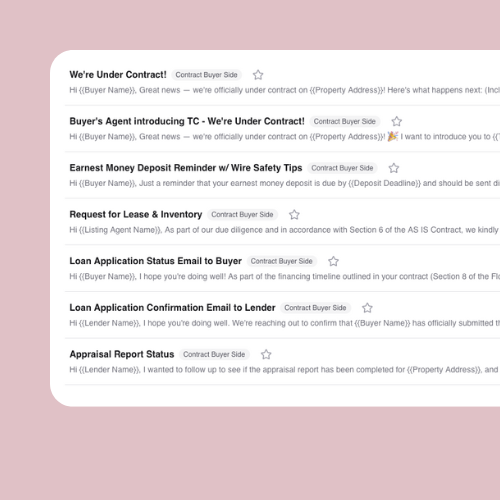 We're Under Contract! Contract Buyer Side
Hi {{Buyer Name}}, Great news — we're officially under contract on {{Property Address}}! Here's what happens next: (Incl
Buyer's Agent introducing TC - We're Under Contract! Contract Buyer Side
Hi {{Buyer Name}}, Great news — we're officially under contract on {{Property Address}}! 🎉 I want to introduce you to {{
Earnest Money Deposit Reminder w/ Wire Safety Tips Contract Buyer Side
Hi {{Buyer Name}}, Just a reminder that your earnest money deposit is due by {{Deposit Deadline}} and should be sent di
Request for Lease & Inventory Contract Buyer Side
Hi {{Listing Agent Name}}, As part of our due diligence and in accordance with Section 6 of the AS IS Contract, we kindly
Loan Application Status Email to Buyer Contract Buyer Side
Hi {{Buyer Name}}, I hope you're doing well! As part of the financing timeline outlined in your contract (Section 8 of the Flo
Loan Application Confirmation Email to Lender Contract Buyer Side
Hi {{Lender Name}}, I hope you're doing well. We're reaching out to confirm that {{Buyer Name}} has officially submitted
Appraisal Report Status Contract Buyer Side
Hi {{Lender Name}}, I wanted to follow up to see if the appraisal report has been completed for {{Property Address}}, and